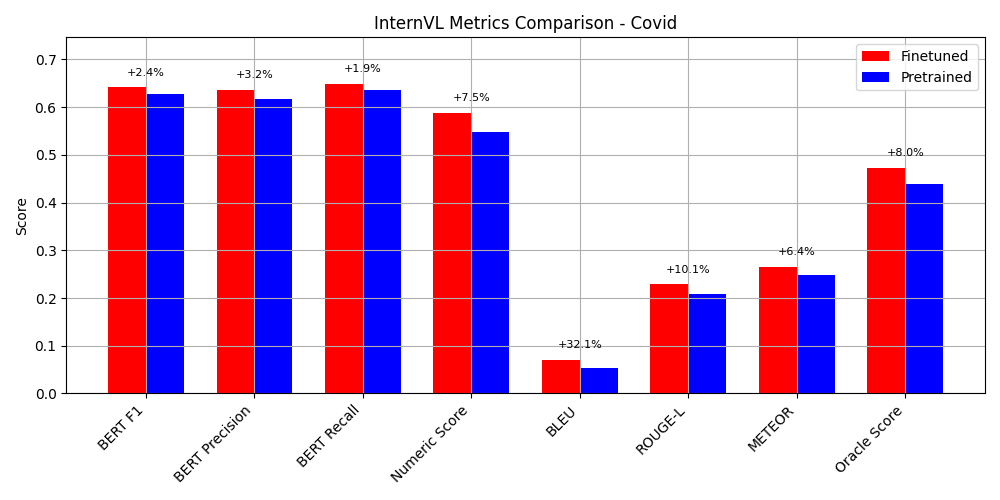 InternVL Metrics Comparison - Covid
Finetuned
Pretrained
Score
0.7
0.6
0.5
0.4
0.3
0.2
0.1
0.0
+2.4%
+3.2%
+1.9%
+7.5%
+32.1%
+10.1%
+6.4%
+8.0%
BERT F1
BERT Precision
BERT Recall
Numeric Score
BLEU
ROUGE-L
METEOR
Oracle Score